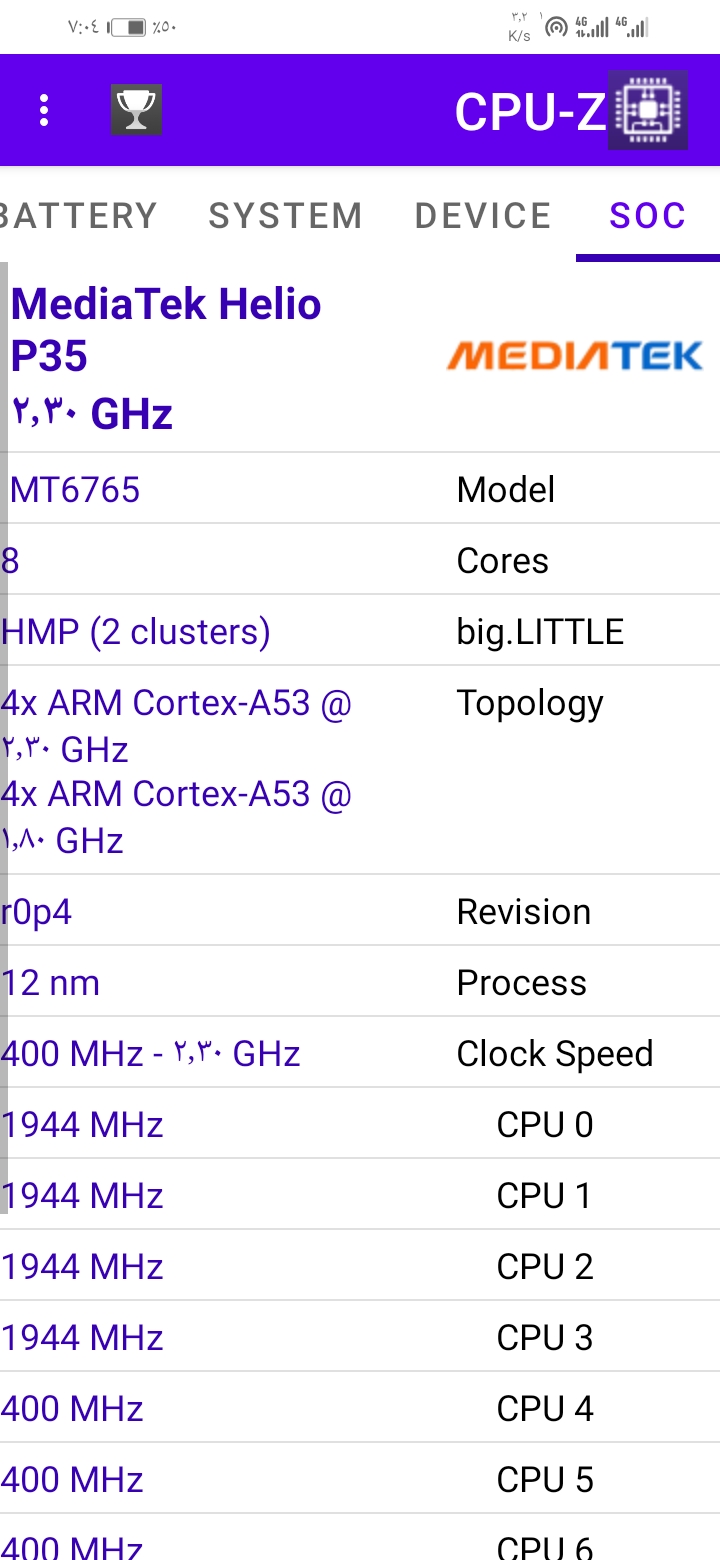 ٧:٠٤ ٪٥٠
٣,٢ K/s ١ 4G 4G
CPU-Z
BATTERY SYSTEM DEVICE SOC
MediaTek Helio
P35
٢,٣٠ GHz
MEDIATEK
MT6765 Model
8 Cores
HMP (2 clusters) big.LITTLE
4x ARM Cortex-A53 @ Topology
٢,٣٠ GHz
4x ARM Cortex-A53 @
١,٨٠ GHz
r0p4 Revision
12 nm Process
400 MHz - ٢,٣٠ GHz Clock Speed
1944 MHz CPU 0
1944 MHz CPU 1
1944 MHz CPU 2
1944 MHz CPU 3
400 MHz CPU 4
400 MHz CPU 5
400 MHz CPU 6